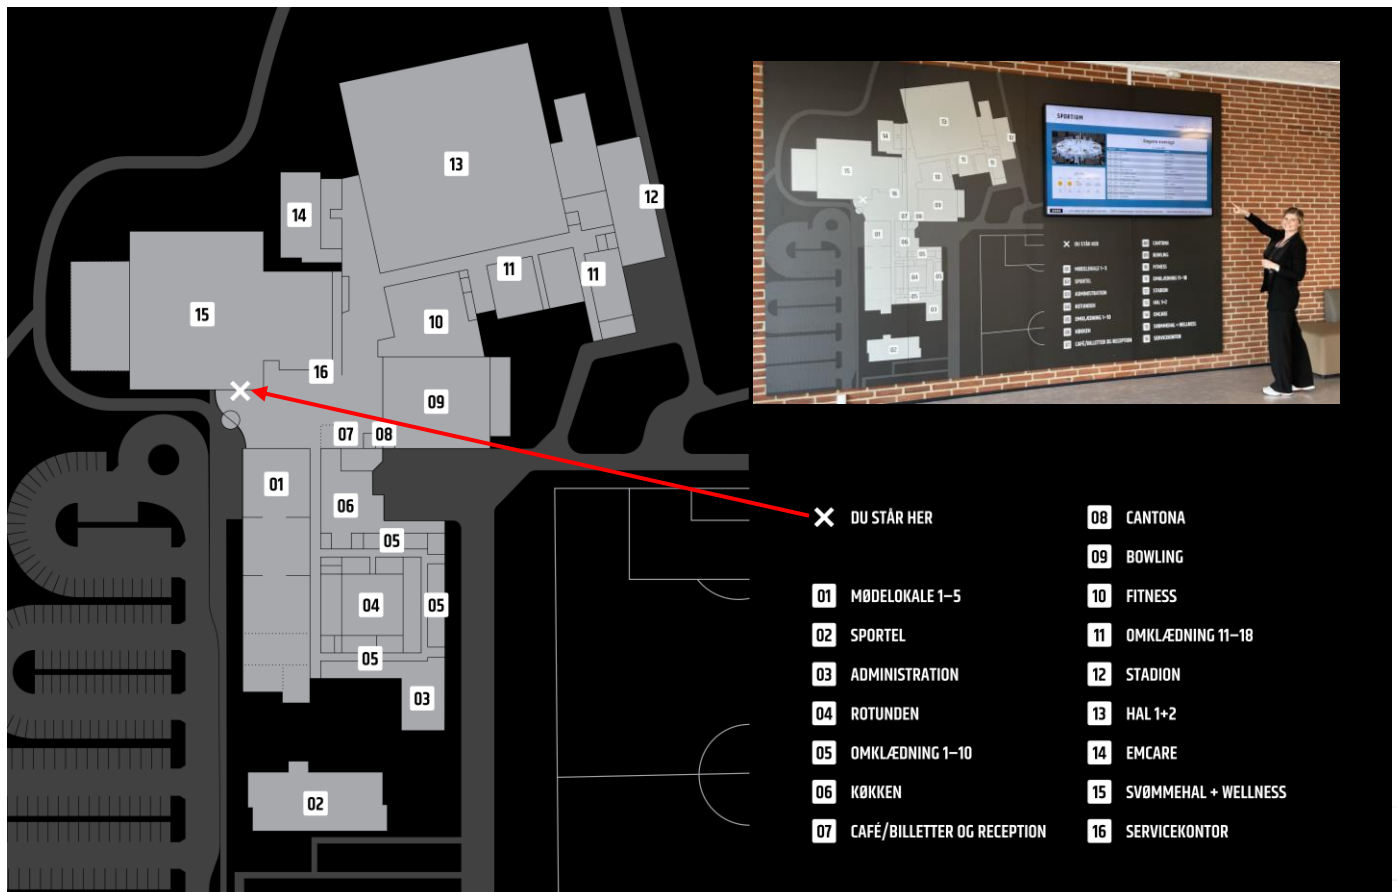 13
12
14
11
11
15
10
16
09
07
08
01
06
05
04
05
05
03
02
SPORTIUM
DU STÅR HER
01 MØDELOKALE 1–5
02 SPORTEL
03 ADMINISTRATION
04 ROTUNDEN
05 OMKLÆDNING 1–10
06 KØKKEN
07 CAFÉ/BILLETTER OG RECEPTION
08 CANTONA
09 BOWLING
10 FITNESS
11 OMKLÆDNING 11–18
12 STADION
13 HAL 1+2
14 EMCARE
15 SVØMMEHAL + WELLNESS
16 SERVICEKONTOR